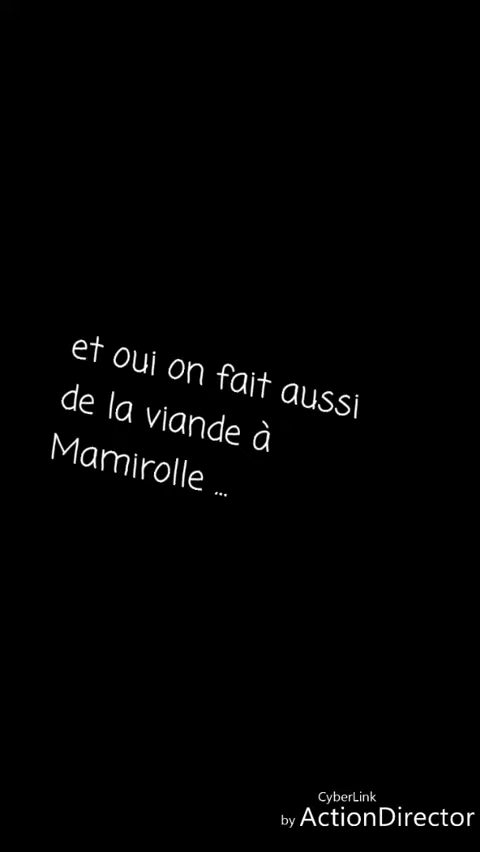 et oui on fait aussi
de la viande à
Mamirolle ...
CyberLink
by ActionDirector